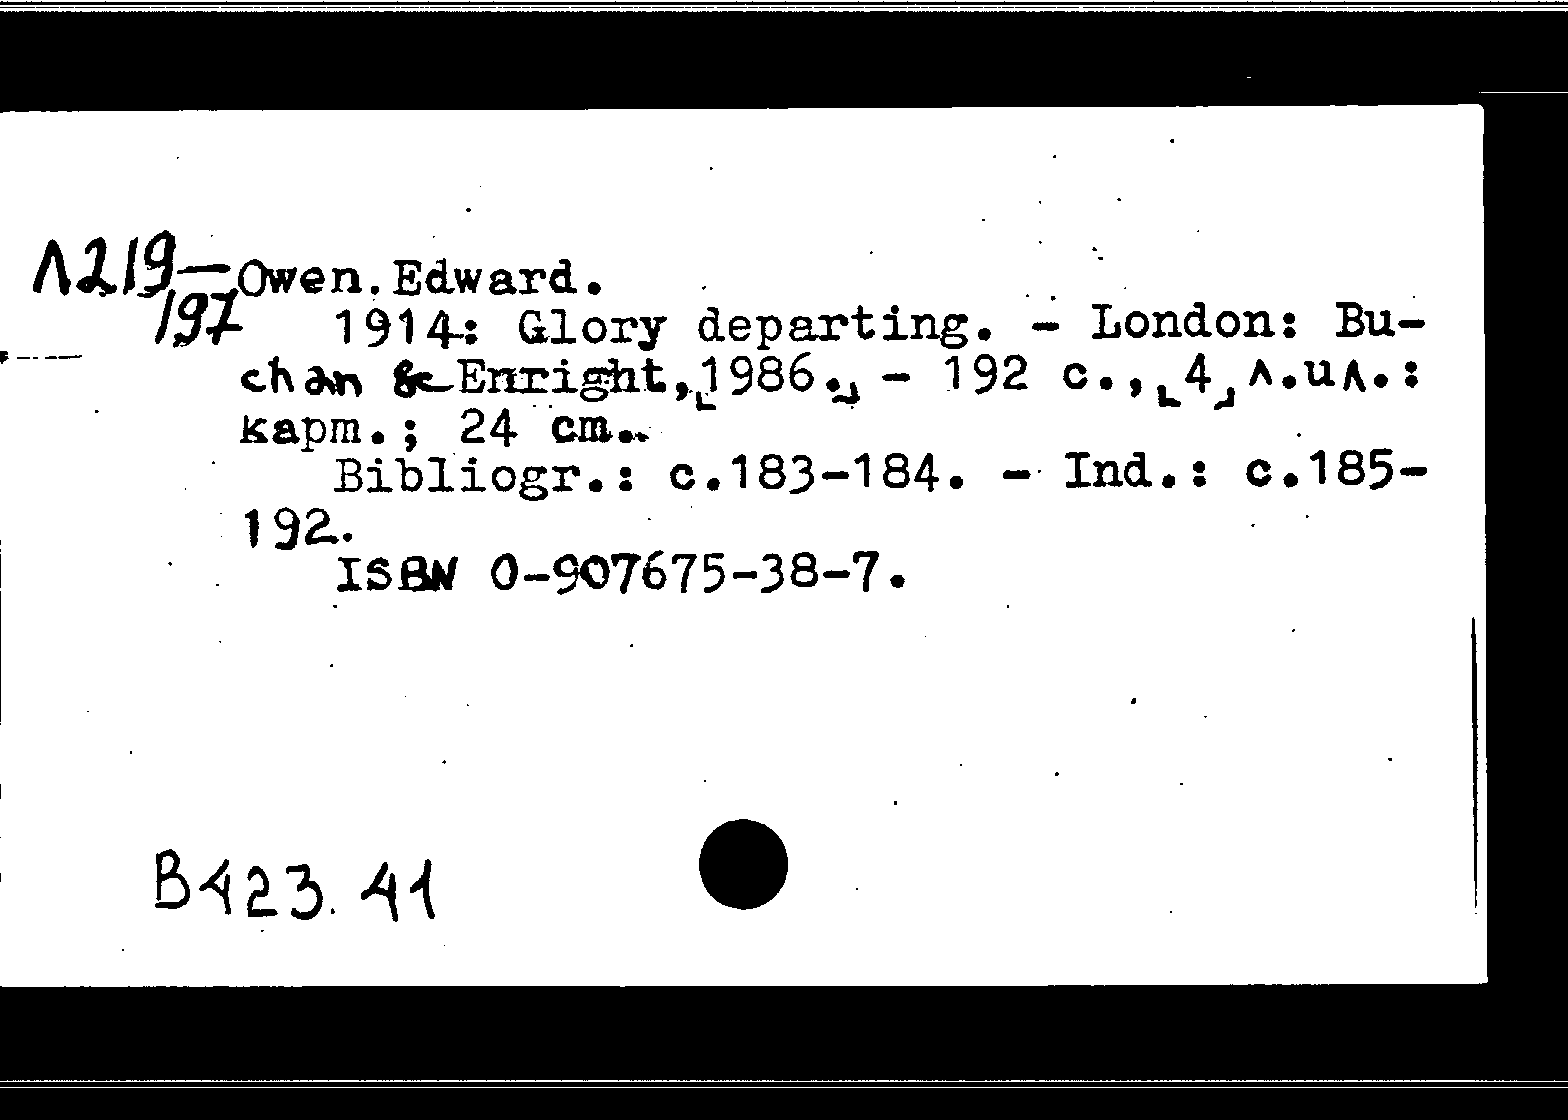 Л219—
197
Owen. Edward.
1914: Glory departing. - London: Bu-
chan & Enright, [1986.] - 192 с., [4] л.ил.:
карт.; 24 cm.
Bibliogr.: с.183-184. - Ind.: с.185-
192.
ISBN 0-907675-38-7.
В423.41